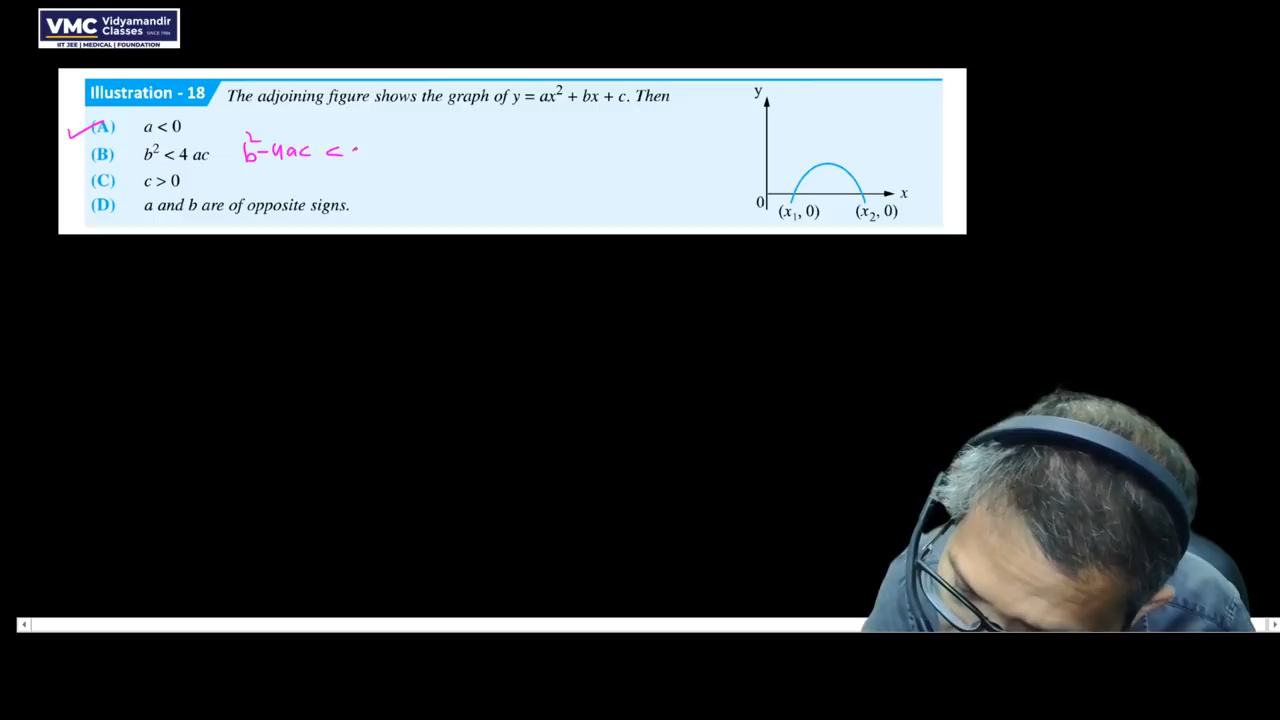 VMC Vidyamandir Classes SINCE 1986
IIT JEE | MEDICAL | FOUNDATION
Illustration - 18 The adjoining figure shows the graph of y = ax² + bx + c. Then
(A) a < 0
(B) b² < 4 ac b²-4ac <
(C) c > 0
(D) a and b are of opposite signs.
y
x
0
(x₁, 0) (x₂, 0)